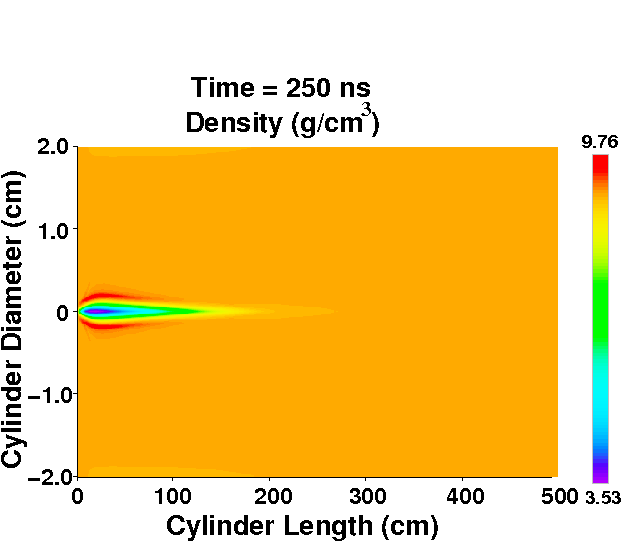 Time = 250 ns
Density (g/cm³)
9.76
2.0
1.0
0
−1.0
−2.0
Cylinder Diameter (cm)
0 100 200 300 400 500
3.53
Cylinder Length (cm)